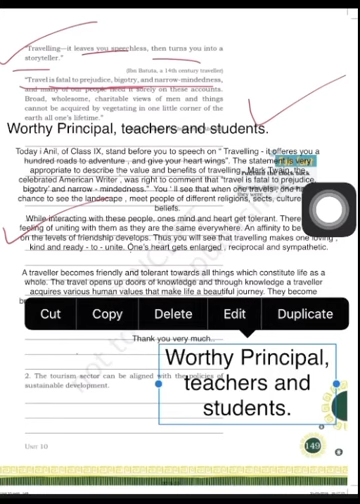 "Travelling—it leaves you speechless, then turns you into a
storyteller."
(Ibn Batuta, a 14th century traveller)
"Travel is fatal to prejudice, bigotry, and narrow-mindedness,
and many of our people need it sorely on these accounts.
Broad, wholesome, charitable views of men and things
cannot be acquired by vegetating in one little corner of the
earth all one's lifetime."
Worthy Principal, teachers and students.
Today i Anil, of Class IX, stand before you to speech on " Travelling - it offers you a
hundred roads to adventure , and give your heart wings". The statement is very
appropriate to describe the value and benefits of travelling . Mark Twain, the
celebrated American Writer , was right to comment that "travel is fatal to prejudice,
bigotry' and narrow - mindedness." You ' ll see that when one travels , one gets
chance to see the landscape , meet people of different religions, sects, cultures and
beliefs.
While interacting with these people, ones mind and heart get tolerant. There
feeling of uniting with them as they are the same everywhere. An affinity to be
on the levels of friendship develops. Thus you will see that travelling makes one loving ,
kind and ready - to - unite. One's heart gets enlarged , reciprocal and sympathetic.
A traveller becomes friendly and tolerant towards all things which constitute life as a
whole. The travel opens up doors of knowledge and through knowledge a traveller
acquires various human values that make life a beautiful journey. They become
Cut Copy Delete Edit Duplicate
Thank you very much..
Worthy Principal,
teachers and
students.
2. The tourism sector can be aligned with the policies of
sustainable development.
Unit 10
149